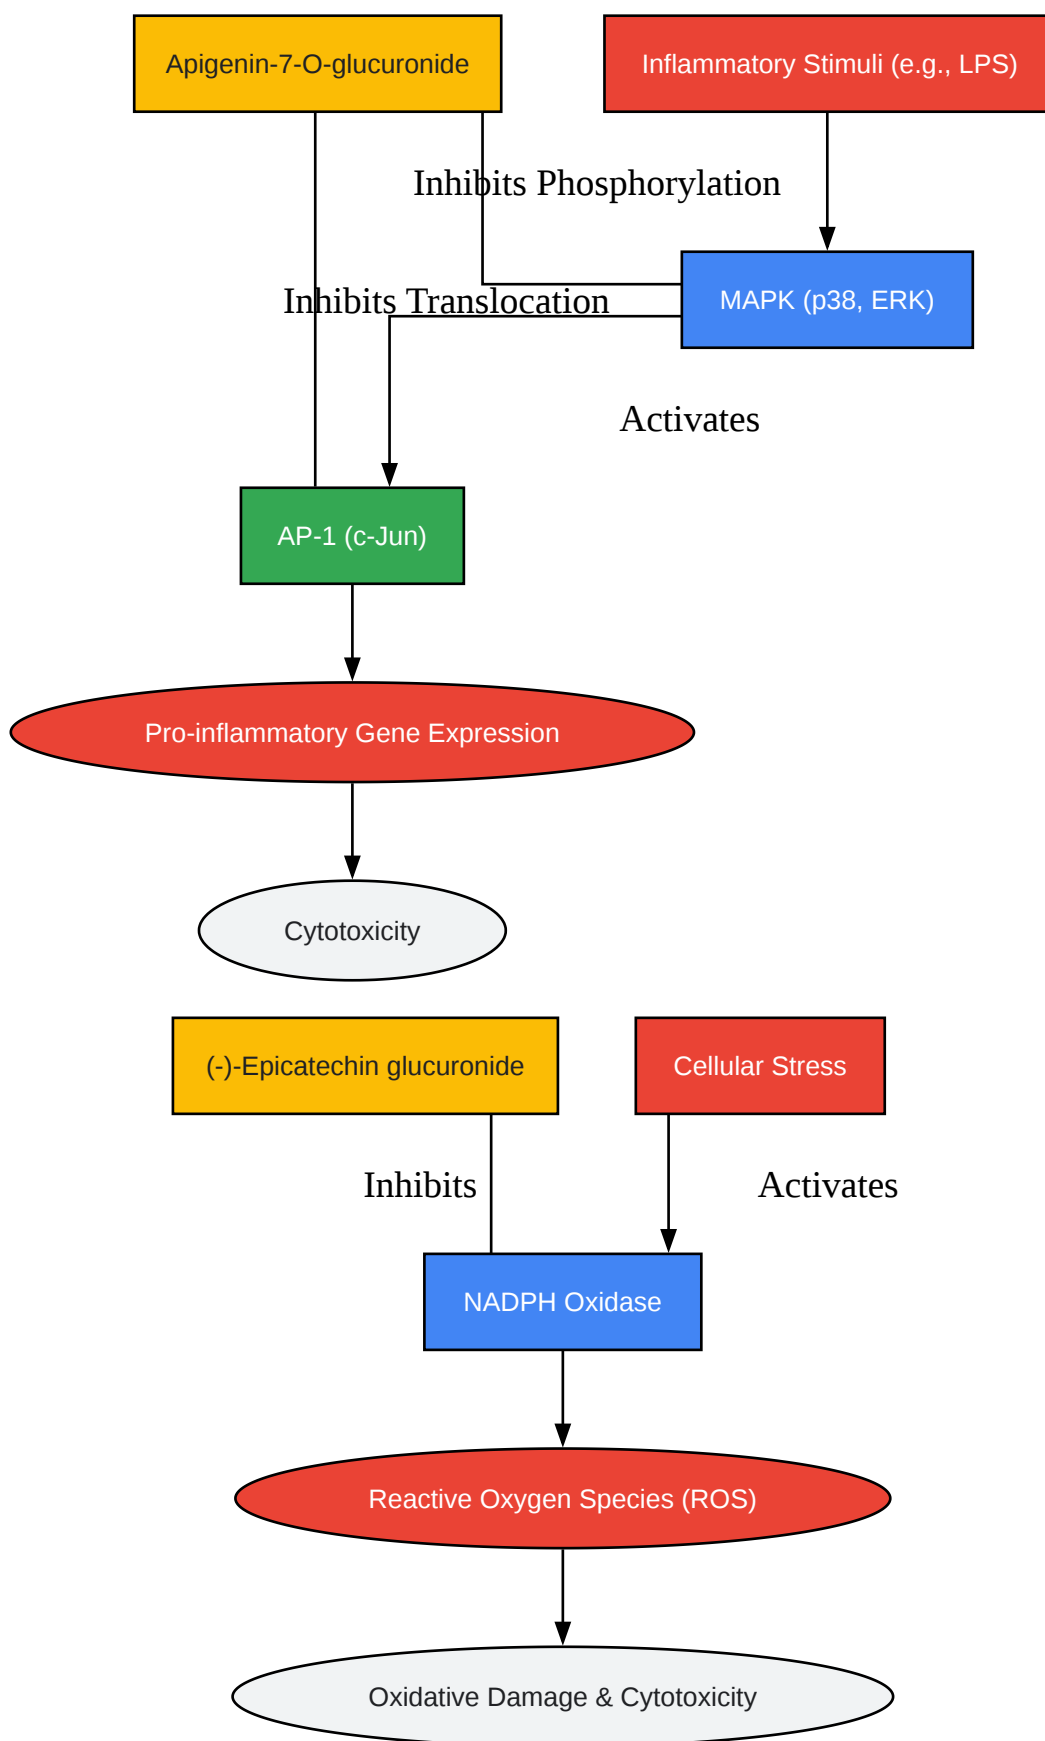 Apigenin-7-O-glucuronide
Inflammatory Stimuli (e.g., LPS)
Inhibits Phosphorylation
Inhibits Translocation
MAPK (p38, ERK)
Activates
AP-1 (c-Jun)
Pro-inflammatory Gene Expression
Cytotoxicity
(-)-Epicatechin glucuronide
Cellular Stress
Inhibits
Activates
NADPH Oxidase
Reactive Oxygen Species (ROS)
Oxidative Damage & Cytotoxicity